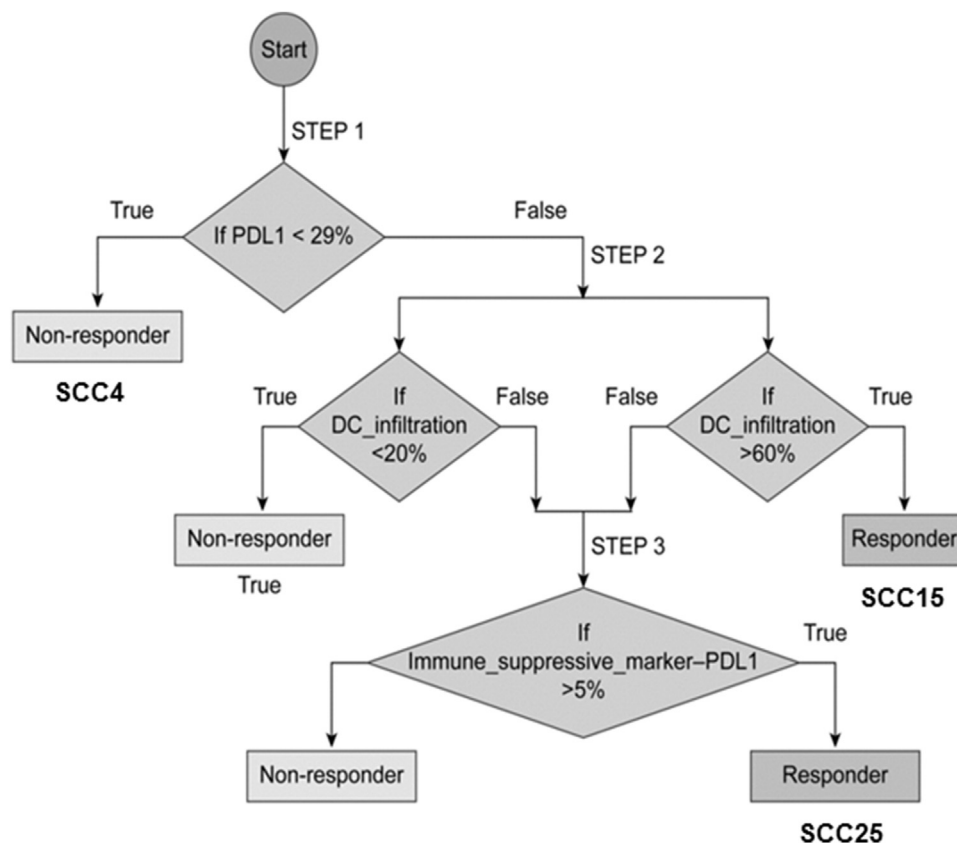 Start
STEP 1
True
False
If PDL1 < 29%
STEP 2
Non-responder
SCC4
True
If
DC_infiltration
<20%
False
False
If
DC_infiltration
>60%
True
Non-responder
True
STEP 3
Responder
SCC15
If
Immune_suppressive_marker–PDL1
>5%
True
Non-responder
Responder
SCC25